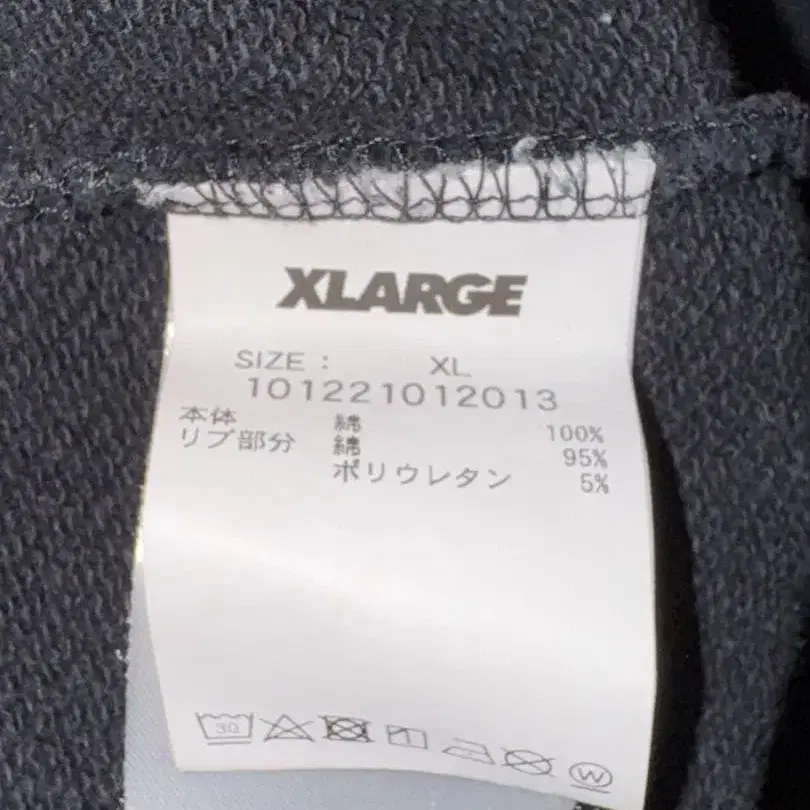 XLARGE
SIZE : XL
101221012013
本体 綿 100%
リブ部分 綿 95%
ポリウレタン 5%
30
W